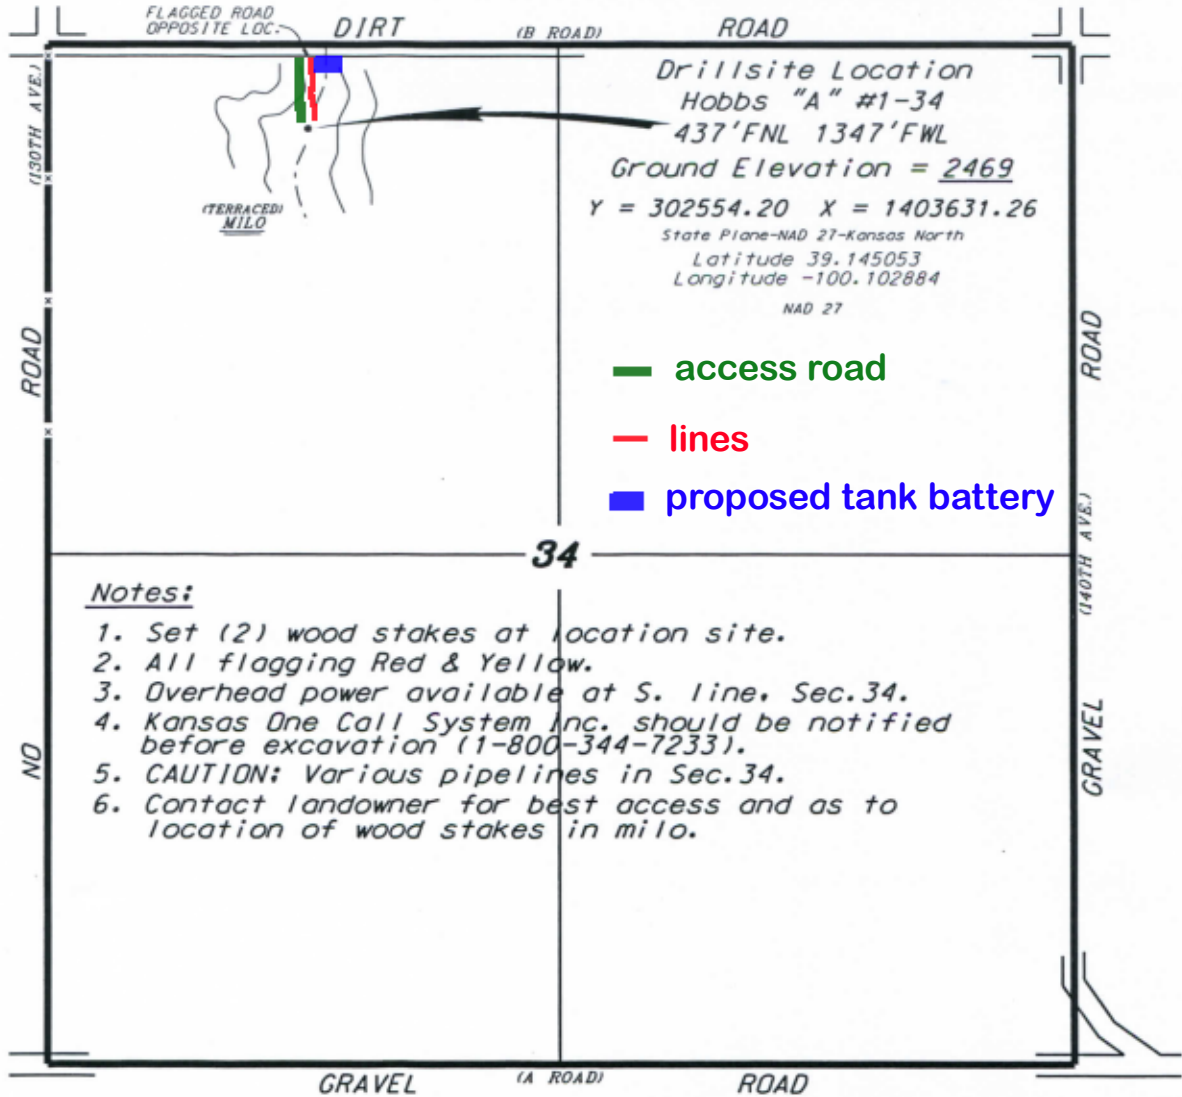 FLAGGED ROAD
OPPOSITE LOC.
DIRT (B ROAD) ROAD
(130TH AVE.)
Drillsite Location
Hobbs "A" #1-34
437'FNL 1347'FWL
Ground Elevation = 2469
Y = 302554.20 X = 1403631.26
State Plane-NAD 27-Kansas North
Latitude 39.145053
Longitude -100.102884
NAD 27
(TERRACED)
MILO
ROAD
ROAD
access road
lines
proposed tank battery
(140TH AVE.)
34
Notes:
1. Set (2) wood stakes at location site.
2. All flagging Red & Yellow.
3. Overhead power available at S. line, Sec.34.
4. Kansas One Call System Inc. should be notified
before excavation (1-800-344-7233).
5. CAUTION: Various pipelines in Sec.34.
6. Contact landowner for best access and as to
location of wood stakes in milo.
NO
GRAVEL
GRAVEL (A ROAD) ROAD